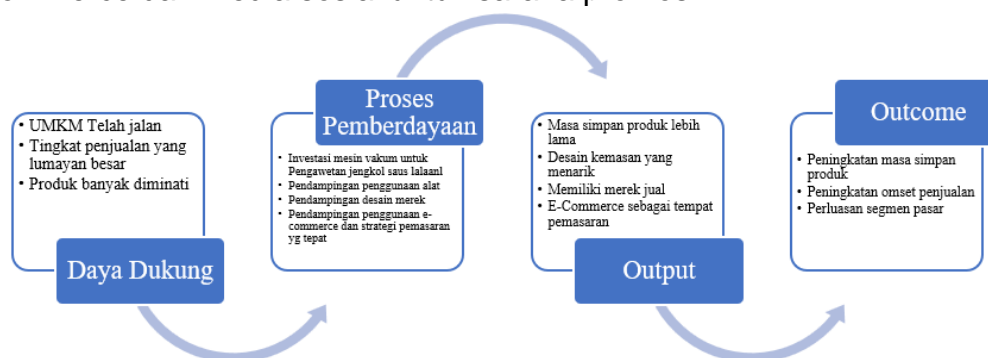 • UMKM Telah jalan
• Tingkat penjualan yang
lumayan besar
• Produk banyak diminati
Daya Dukung
Proses
Pemberdayaan
• Investasi mesin vakum untuk
Pengawetan jengkol saus lalaanl
• Pendampingan penggunaan alat
• Pendampingan desain merek
• Pendampingan penggunaan e-
commerce dan strategi pemasaran
yg tepat
• Masa simpan produk lebih
lama
• Desain kemasan yang
menarik
• Memiliki merek jual
• E-Commerce sebagai tempat
pemasaran
Output
Outcome
• Peningkatan masa simpan
produk
• Peningkatan omset penjualan
• Perluasan segmen pasar